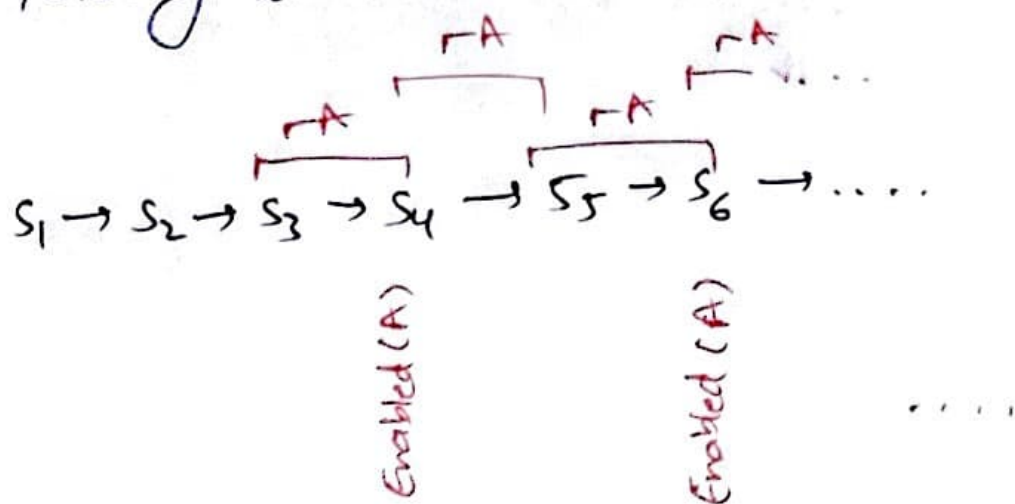 ¬A ¬A ....
¬A ¬A
S₁ → S₂ → S₃ → S₄ → S₅ → S₆ → ....
Enabled (A) Enabled (A) ....